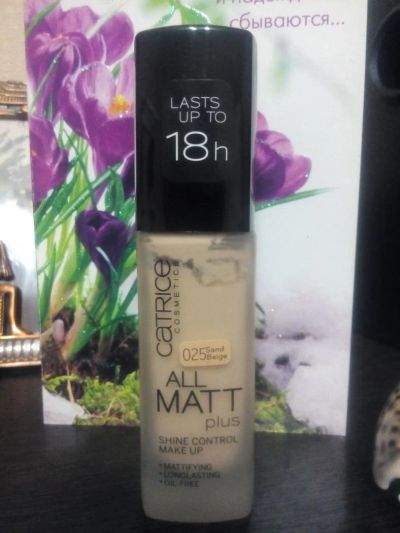 сбываются...
LASTS
UP TO
18h
CATRICE
COSMETICS
025 Sand
Beige
ALL
MATT
plus
SHINE CONTROL
MAKE UP
• MATTIFYING
• LONGLASTING
• OIL-FREE